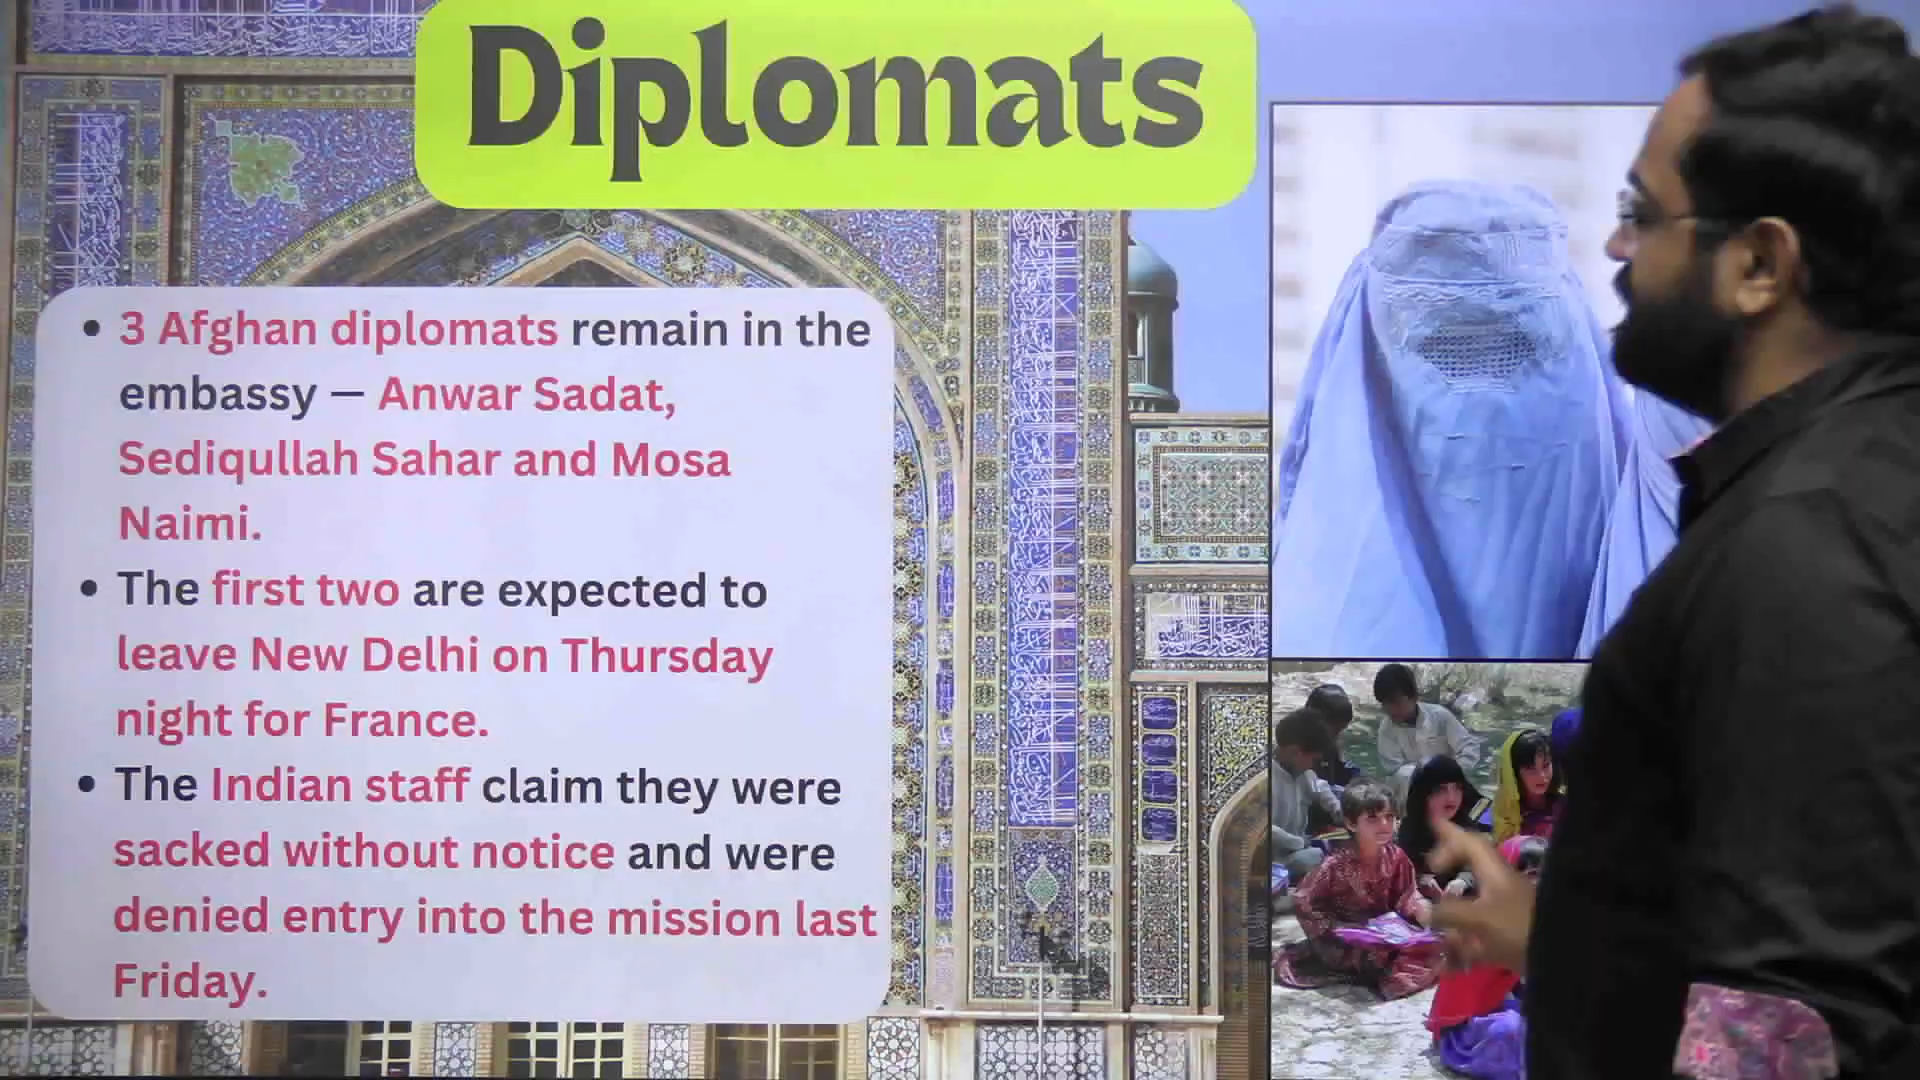 Diplomats
• 3 Afghan diplomats remain in the
embassy — Anwar Sadat,
Sediqullah Sahar and Mosa
Naimi.
• The first two are expected to
leave New Delhi on Thursday
night for France.
• The Indian staff claim they were
sacked without notice and were
denied entry into the mission last
Friday.